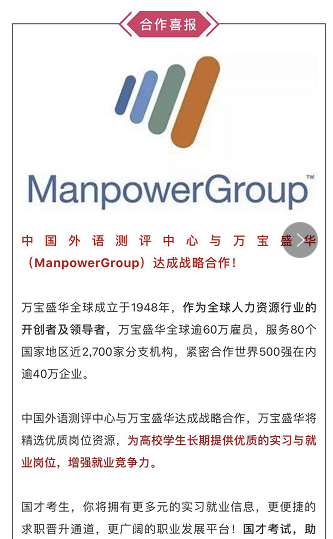 合作喜报
ManpowerGroup™
中国外语测评中心与万宝盛华
（ManpowerGroup）达成战略合作！
万宝盛华全球成立于1948年，作为全球人力资源行业的
开创者及领导者，万宝盛华全球逾60万雇员，服务80个
国家地区近2,700家分支机构，紧密合作世界500强在内
逾40万企业。
中国外语测评中心与万宝盛华达成战略合作，万宝盛华将
精选优质岗位资源，为高校学生长期提供优质的实习与就
业岗位，增强就业竞争力。
国才考生，你将拥有更多元的实习就业信息，更便捷的
求职晋升通道，更广阔的职业发展平台！国才考试，助